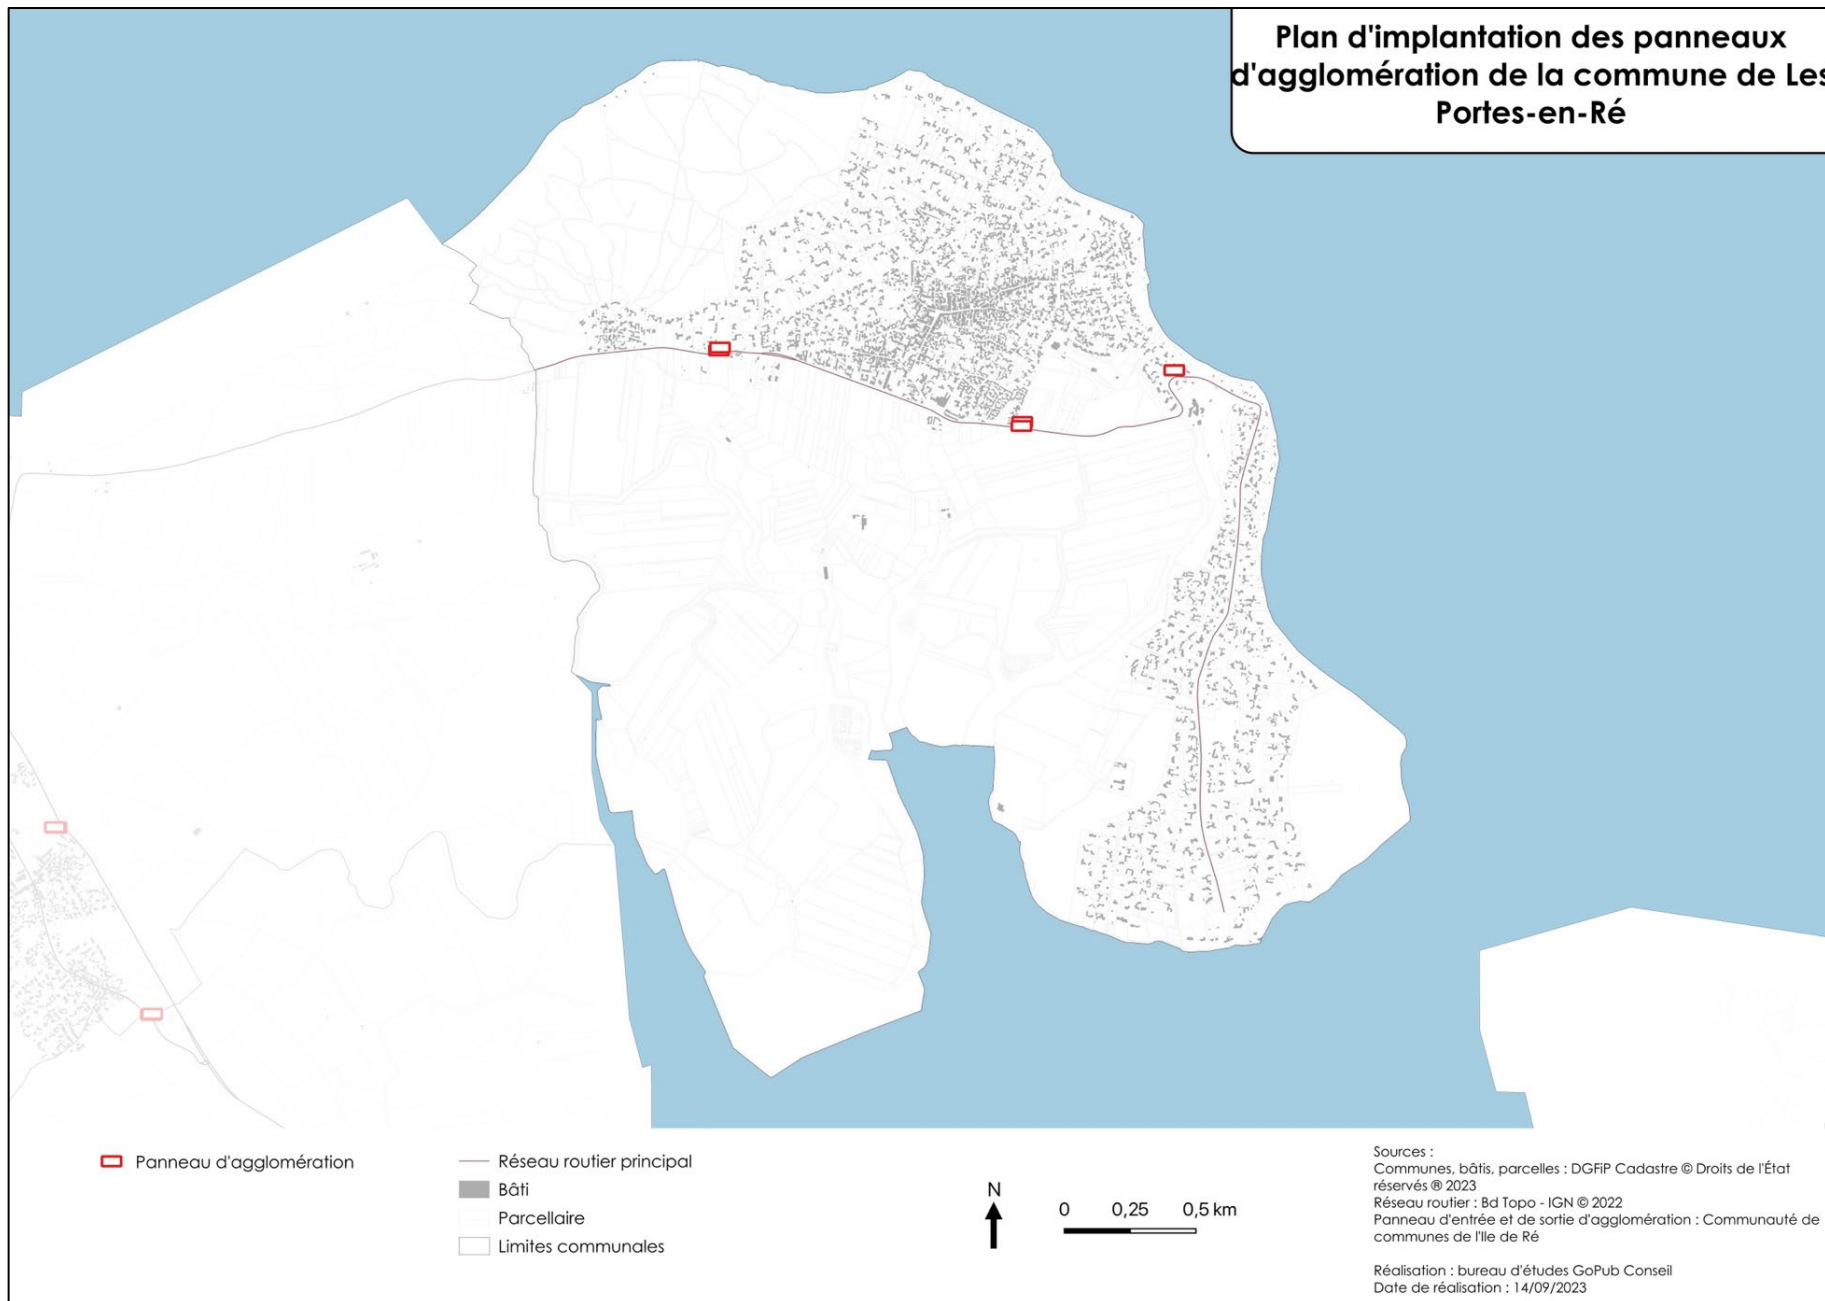 Plan d'implantation des panneaux
d'agglomération de la commune de Les
Portes-en-Ré
Panneau d'agglomération
Réseau routier principal
Bâti
Parcellaire
Limites communales
N
0 0,25 0,5 km
Sources :
Communes, bâtis, parcelles : DGFiP Cadastre © Droits de l'État
réservés ® 2023
Réseau routier : Bd Topo - IGN © 2022
Panneau d'entrée et de sortie d'agglomération : Communauté de
communes de l'Ile de Ré
Réalisation : bureau d'études GoPub Conseil
Date de réalisation : 14/09/2023